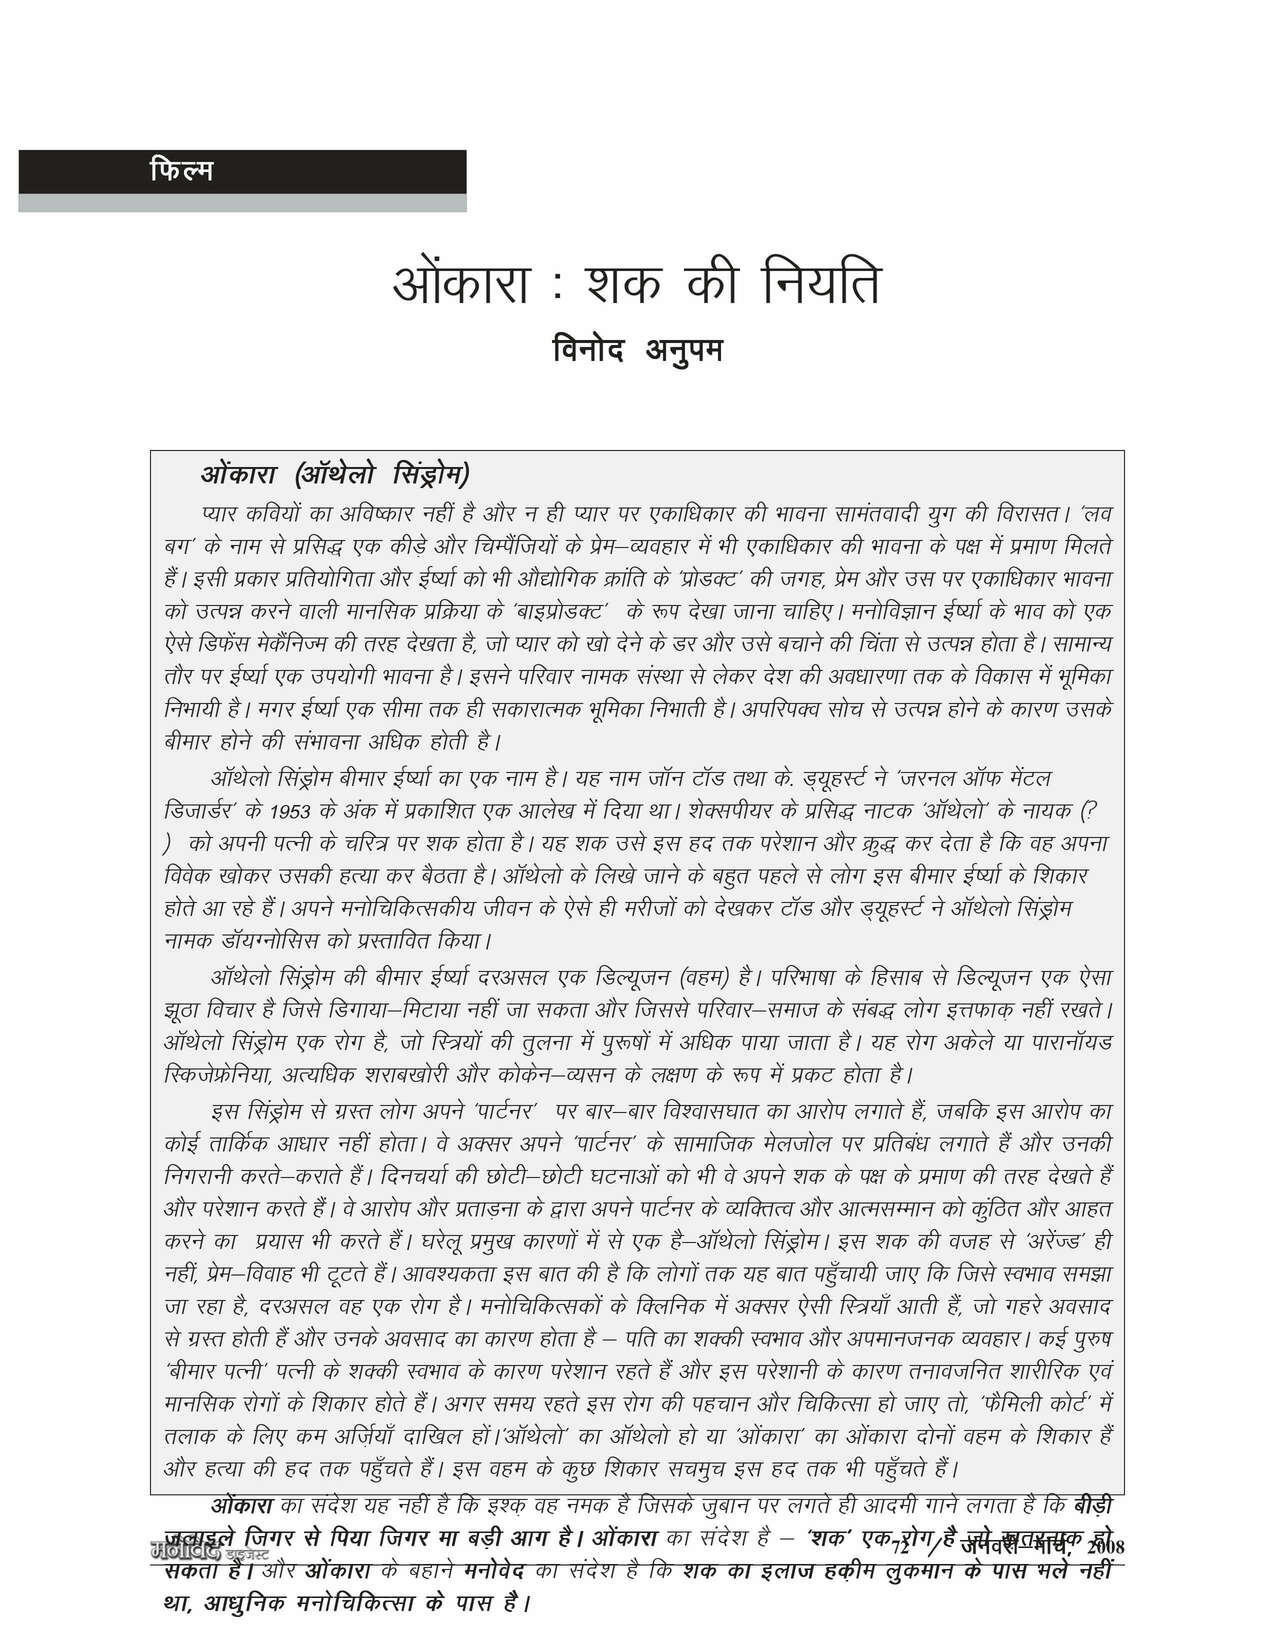 फिल्म
ओंकारा : शक की नियति
विनोद अनुपम
ओंकारा (ऑथेलो सिंड्रोम)
प्यार कवियों का अविष्कार नहीं है और न ही प्यार पर एकाधिकार की भावना सामंतवादी युग की विरासत। ‘लव
बग’ के नाम से प्रसिद्ध एक कीड़े और चिम्पैंजियों के प्रेम–व्यवहार में भी एकाधिकार की भावना के पक्ष में प्रमाण मिलते
हैं। इसी प्रकार प्रतियोगिता और ईर्ष्या को भी औद्योगिक क्रांति के ‘प्रोडक्ट’ की जगह, प्रेम और उस पर एकाधिकार भावना
को उत्पन्न करने वाली मानसिक प्रक्रिया के ‘बाइप्रोडक्ट’ के रूप देखा जाना चाहिए। मनोविज्ञान ईर्ष्या के भाव को एक
ऐसे डिफेंस मेकैंनिज्म की तरह देखता है, जो प्यार को खो देने के डर और उसे बचाने की चिंता से उत्पन्न होता है। सामान्य
तौर पर ईर्ष्या एक उपयोगी भावना है। इसने परिवार नामक संस्था से लेकर देश की अवधारणा तक के विकास में भूमिका
निभायी है। मगर ईर्ष्या एक सीमा तक ही सकारात्मक भूमिका निभाती है। अपरिपक्व सोच से उत्पन्न होने के कारण उसके
बीमार होने की संभावना अधिक होती है।
ऑथेलो सिंड्रोम बीमार ईर्ष्या का एक नाम है। यह नाम जॉन टॉड तथा के. ड्यूहर्स्ट ने ‘जरनल ऑफ मेंटल
डिजार्डर’ के 1953 के अंक में प्रकाशित एक आलेख में दिया था। शेक्सपीयर के प्रसिद्ध नाटक ‘ऑथेलो’ के नायक (?
) को अपनी पत्नी के चरित्र पर शक होता है। यह शक उसे इस हद तक परेशान और क्रुद्ध कर देता है कि वह अपना
विवेक खोकर उसकी हत्या कर बैठता है। ऑथेलो के लिखे जाने के बहुत पहले से लोग इस बीमार ईर्ष्या के शिकार
होते आ रहे हैं। अपने मनोचिकित्सकीय जीवन के ऐसे ही मरीजों को देखकर टॉड और ड्यूहर्स्ट ने ऑथेलो सिंड्रोम
नामक डॉयग्नोसिस को प्रस्तावित किया।
ऑथेलो सिंड्रोम की बीमार ईर्ष्या दरअसल एक डिल्यूजन (वहम) है। परिभाषा के हिसाब से डिल्यूजन एक ऐसा
झूठा विचार है जिसे डिगाया–मिटाया नहीं जा सकता और जिससे परिवार–समाज के संबद्ध लोग इत्तफाक़ नहीं रखते।
ऑथेलो सिंड्रोम एक रोग है, जो स्त्रियों की तुलना में पुरूषों में अधिक पाया जाता है। यह रोग अकेले या पारानॉयड
स्किजेफ्रेनिया, अत्यधिक शराबखोरी और कोकेन–व्यसन के लक्षण के रूप में प्रकट होता है।
इस सिंड्रोम से ग्रस्त लोग अपने ‘पार्टनर’ पर बार–बार विश्वासघात का आरोप लगाते हैं, जबकि इस आरोप का
कोई तार्किक आधार नहीं होता। वे अक्सर अपने ‘पार्टनर’ के सामाजिक मेलजोल पर प्रतिबंध लगाते हैं और उनकी
निगरानी करते–कराते हैं। दिनचर्या की छोटी–छोटी घटनाओं को भी वे अपने शक के पक्ष के प्रमाण की तरह देखते हैं
और परेशान करते हैं। वे आरोप और प्रताड़ना के द्वारा अपने पार्टनर के व्यक्तित्व और आत्मसम्मान को कुंठित और आहत
करने का प्रयास भी करते हैं। घरेलू प्रमुख कारणों में से एक है–ऑथेलो सिंड्रोम। इस शक की वजह से ‘अरेंज्ड’ ही
नहीं, प्रेम–विवाह भी टूटते हैं। आवश्यकता इस बात की है कि लोगों तक यह बात पहुँचायी जाए कि जिसे स्वभाव समझा
जा रहा है, दरअसल वह एक रोग है। मनोचिकित्सकों के क्लिनिक में अक्सर ऐसी स्त्रियाँ आती हैं, जो गहरे अवसाद
से ग्रस्त होती हैं और उनके अवसाद का कारण होता है – पति का शक्की स्वभाव और अपमानजनक व्यवहार। कई पुरुष
‘बीमार पत्नी’ पत्नी के शक्की स्वभाव के कारण परेशान रहते हैं और इस परेशानी के कारण तनावजनित शारीरिक एवं
मानसिक रोगों के शिकार होते हैं। अगर समय रहते इस रोग की पहचान और चिकित्सा हो जाए तो, ‘फैमिली कोर्ट’ में
तलाक के लिए कम अर्जि़याँ दाखिल हों।‘ऑथेलो’ का ऑथेलो हो या ‘ओंकारा’ का ओंकारा दोनों वहम के शिकार हैं
और हत्या की हद तक पहुँचते हैं। इस वहम के कुछ शिकार सचमुच इस हद तक भी पहुँचते हैं।
ओंकारा का संदेश यह नहीं है कि इश्क़ वह नमक है जिसके जुबान पर लगते ही आदमी गाने लगता है कि बीड़ी
जलाइले जिगर से पिया जिगर मा बड़ी आग है। ओंकारा का संदेश है – ‘शक’ एक रोग है जो खतरनाक हो
सकता है। और ओंकारा के बहाने मनोवेद का संदेश है कि शक का इलाज हक़ीम लुकमान के पास भले नहीं
था, आधुनिक मनोचिकित्सा के पास है।
मनोवेद डाइजेस्ट
72 / जनवरी–मार्च, 2008